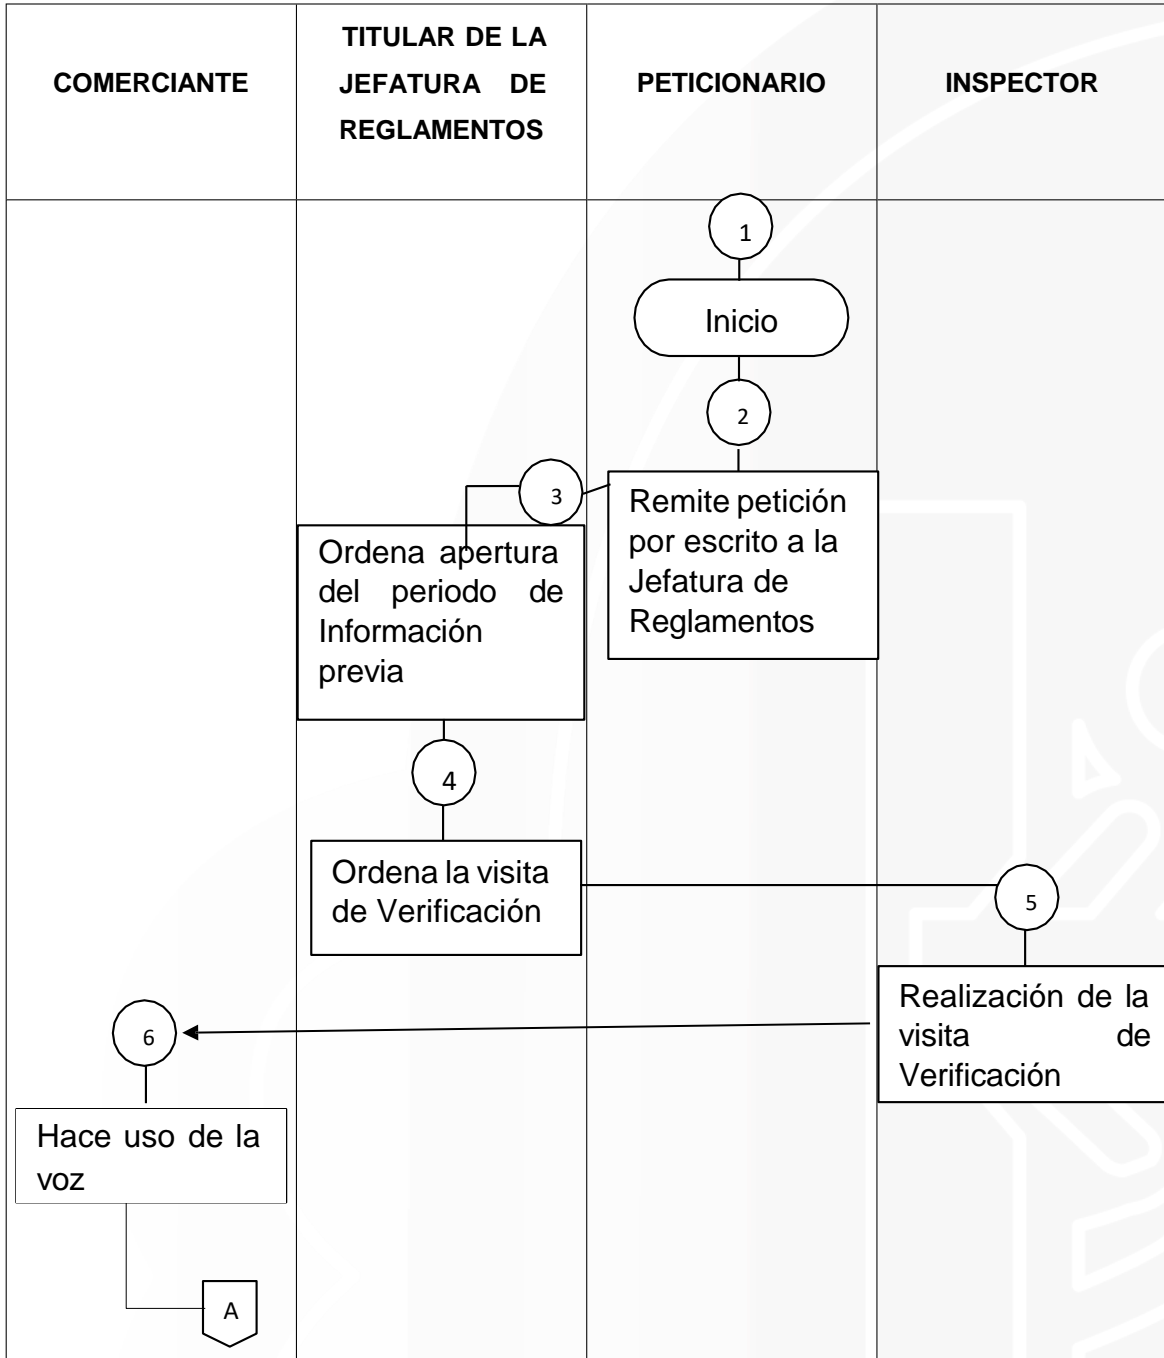 COMERCIANTE
TITULAR DE LA
JEFATURA DE
REGLAMENTOS
PETICIONARIO
INSPECTOR
1
Inicio
2
3
Remite petición
por escrito a la
Jefatura de
Reglamentos
Ordena apertura
del periodo de
Información
previa
4
Ordena la visita
de Verificación
5
Realización de la
visita de
Verificación
6
Hace uso de la
voz
A